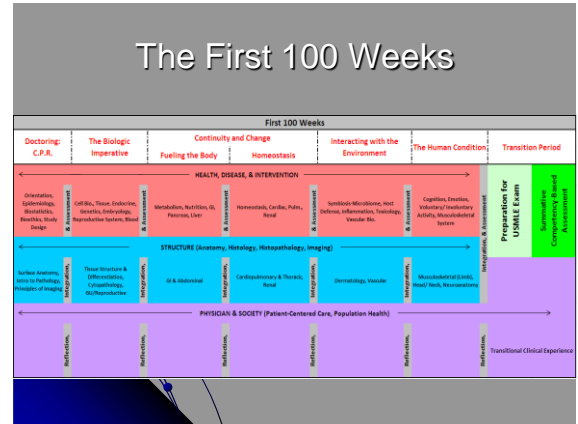 The First 100 Weeks
First 100 Weeks
Doctoring:
C.P.R.
The Biologic
Imperative
Continuity and Change
Fueling the Body
Homeostasis
Interacting with the
Environment
The Human Condition
Transition Period
HEALTH, DISEASE, & INTERVENTION
Orientation,
Epidemiology,
Biostatistics,
Bioethics, Study
Design
& Assessment
Cell Bio., Tissue, Endocrine,
Genetics, Embryology,
Reproductive System, Blood
& Assessment
Metabolism, Nutrition, GI,
Pancreas, Liver
& Assessment
Homeostasis, Cardiac, Pulm.,
Renal
& Assessment
Symbiosis-Microbiome, Host
Defense, Inflammation, Toxicology,
Vascular Bio.
& Assessment
Cognition, Emotion,
Voluntary/ Involuntary
Activity, Musculoskeletal
System
Integration, & Assessment
Preparation for
USMLE Exam
Summative
Competency-Based
Assessment
STRUCTURE (Anatomy, Histology, Histopathology, Imaging)
Surface Anatomy,
Intro to Pathology,
Principles of Imaging
Integration,
Tissue Structure &
Differentiation,
Cytopathology,
GU/Reproductive
Integration,
GI & Abdominal
Integration,
Cardiopulmonary & Thoracic,
Renal
Integration,
Dermatology, Vascular
Integration,
Musculoskeletal (Limb),
Head/ Neck, Neuroanatomy
PHYSICIAN & SOCIETY (Patient-Centered Care, Population Health)
Reflection,
Reflection,
Reflection,
Reflection,
Reflection,
Reflection,
Transitional Clinical Experience